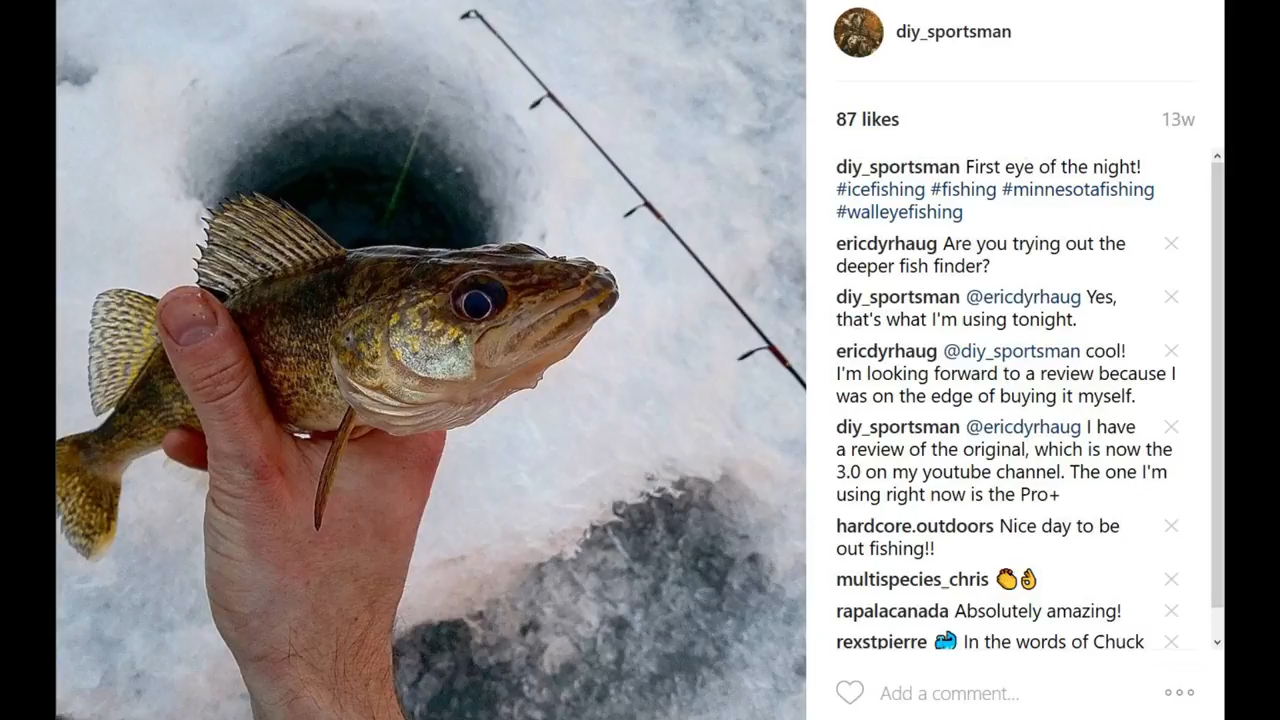 diy_sportsman
87 likes
13w
diy_sportsman First eye of the night!
#icefishing #fishing #minnesotafishing
#walleyefishing
ericdyrhaug Are you trying out the
deeper fish finder?
diy_sportsman @ericdyrhaug Yes,
that's what I'm using tonight.
ericdyrhaug @diy_sportsman cool!
I'm looking forward to a review because I
was on the edge of buying it myself.
diy_sportsman @ericdyrhaug I have
a review of the original, which is now the
3.0 on my youtube channel. The one I'm
using right now is the Pro+
hardcore.outdoors Nice day to be
out fishing!!
multispecies_chris 👏👌
rapalacanada Absolutely amazing!
rexstpierre In the words of Chuck
Add a comment...